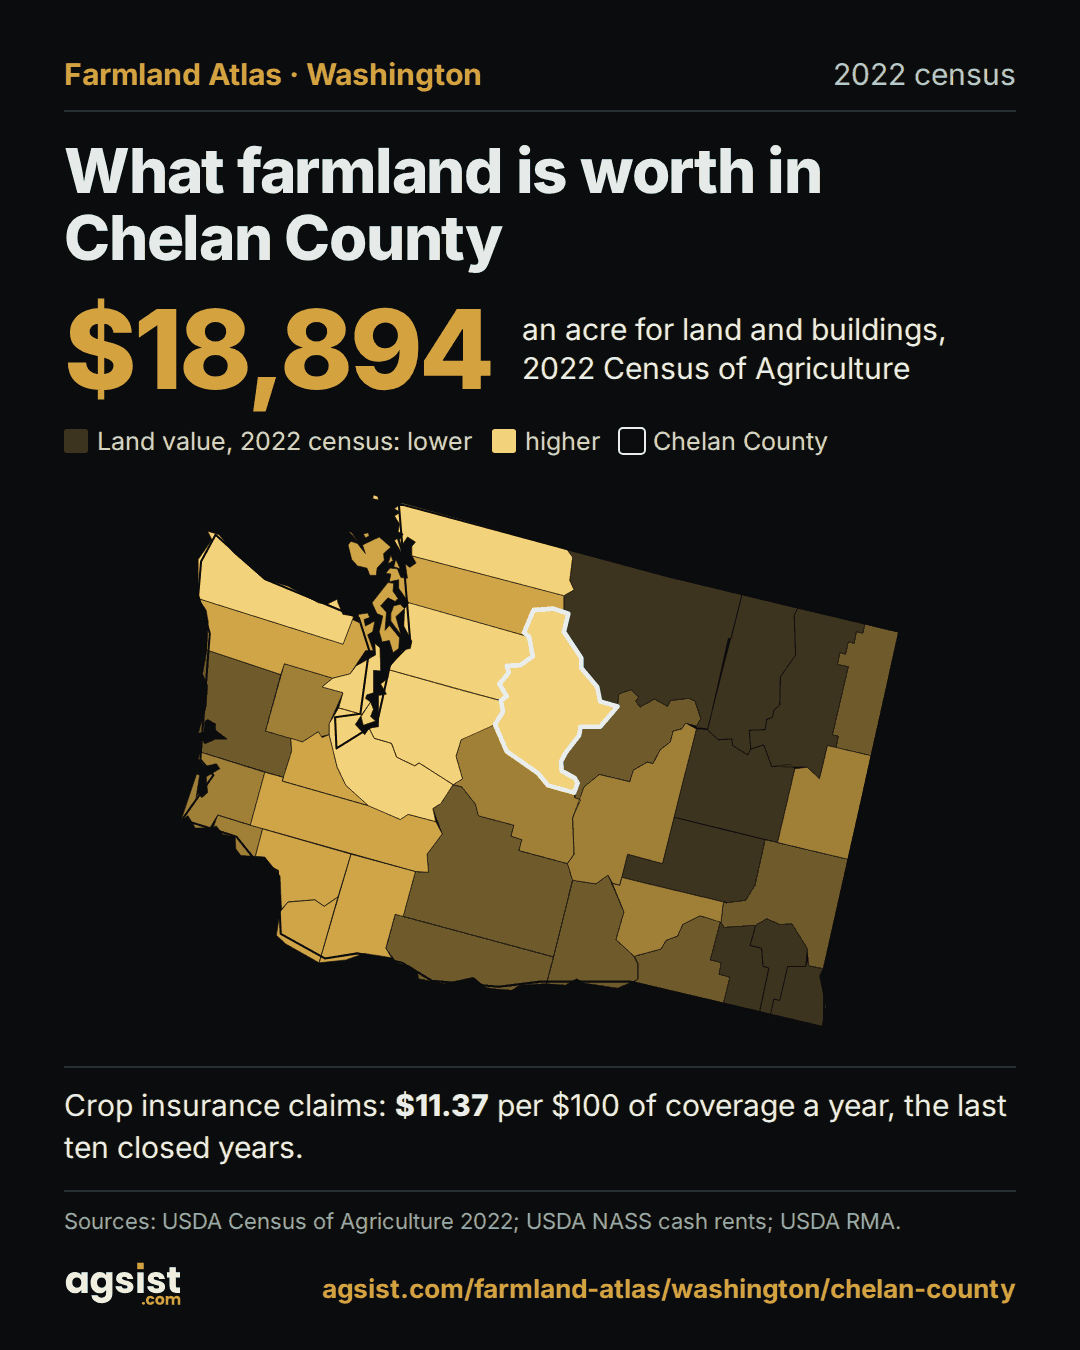 Farmland Atlas · Washington
2022 census
What farmland is worth in
Chelan County
$18,894
an acre for land and buildings,
2022 Census of Agriculture
Land value, 2022 census: lower
higher
Chelan County
Crop insurance claims: $11.37 per $100 of coverage a year, the last
ten closed years.
Sources: USDA Census of Agriculture 2022; USDA NASS cash rents; USDA RMA.
agsist
.com
agsist.com/farmland-atlas/washington/chelan-county